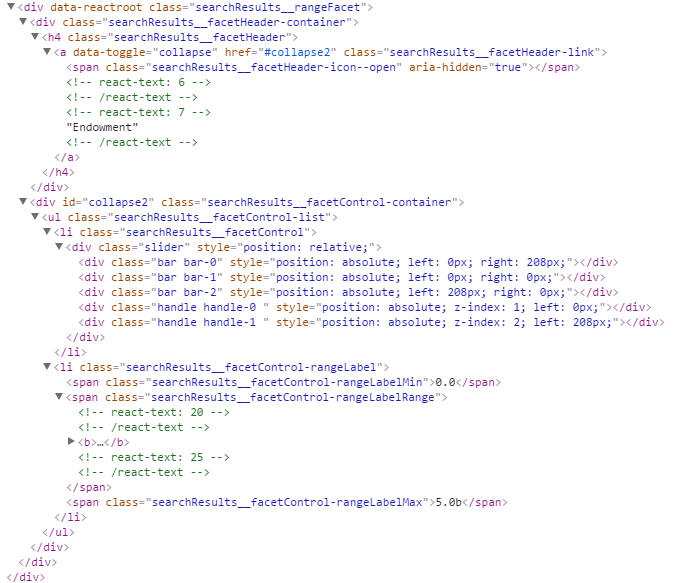 <div data-reactroot class="searchResults__rangeFacet">
<div class="searchResults__facetHeader-container">
<h4 class="searchResults__facetHeader">
<a data-toggle="collapse" href="#collapse2" class="searchResults__facetHeader-link">
<span class="searchResults__facetHeader-icon--open" aria-hidden="true"></span>
<!-- react-text: 6 -->
<!-- /react-text -->
<!-- react-text: 7 -->
"Endowment"
<!-- /react-text -->
</a>
</h4>
</div>
<div id="collapse2" class="searchResults__facetControl-container">
<ul class="searchResults__facetControl-list">
<li class="searchResults__facetControl">
<div class="slider" style="position: relative;">
<div class="bar bar-0" style="position: absolute; left: 0px; right: 208px;"></div>
<div class="bar bar-1" style="position: absolute; left: 0px; right: 0px;"></div>
<div class="bar bar-2" style="position: absolute; left: 208px; right: 0px;"></div>
<div class="handle handle-0 " style="position: absolute; z-index: 1; left: 0px;"></div>
<div class="handle handle-1 " style="position: absolute; z-index: 2; left: 208px;"></div>
</div>
</li>
<li class="searchResults__facetControl-rangeLabel">
<span class="searchResults__facetControl-rangeLabelMin">0.0</span>
<span class="searchResults__facetControl-rangeLabelRange">
<!-- react-text: 20 -->
<!-- /react-text -->
<b>…</b>
<!-- react-text: 25 -->
<!-- /react-text -->
</span>
<span class="searchResults__facetControl-rangeLabelMax">5.0b</span>
</li>
</ul>
</div>
</div>
</div>